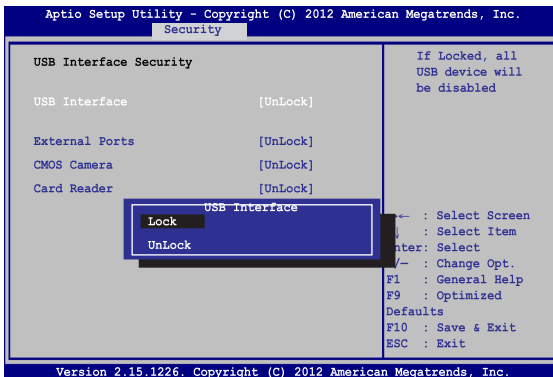 Aptio Setup Utility – Copyright (C) 2012 American Megatrends, Inc.
Security
USB Interface Security
USB Interface [UnLock]
External Ports [UnLock]
CMOS Camera [UnLock]
Card Reader [UnLock]
USB Interface
Lock
UnLock
If Locked, all
USB device will
be disabled
→← : Select Screen
: Select Item
nter: Select
/— : Change Opt.
F1 : General Help
F9 : Optimized
Defaults
F10 : Save & Exit
ESC : Exit
Version 2.15.1226. Copyright (C) 2012 American Megatrends, Inc.